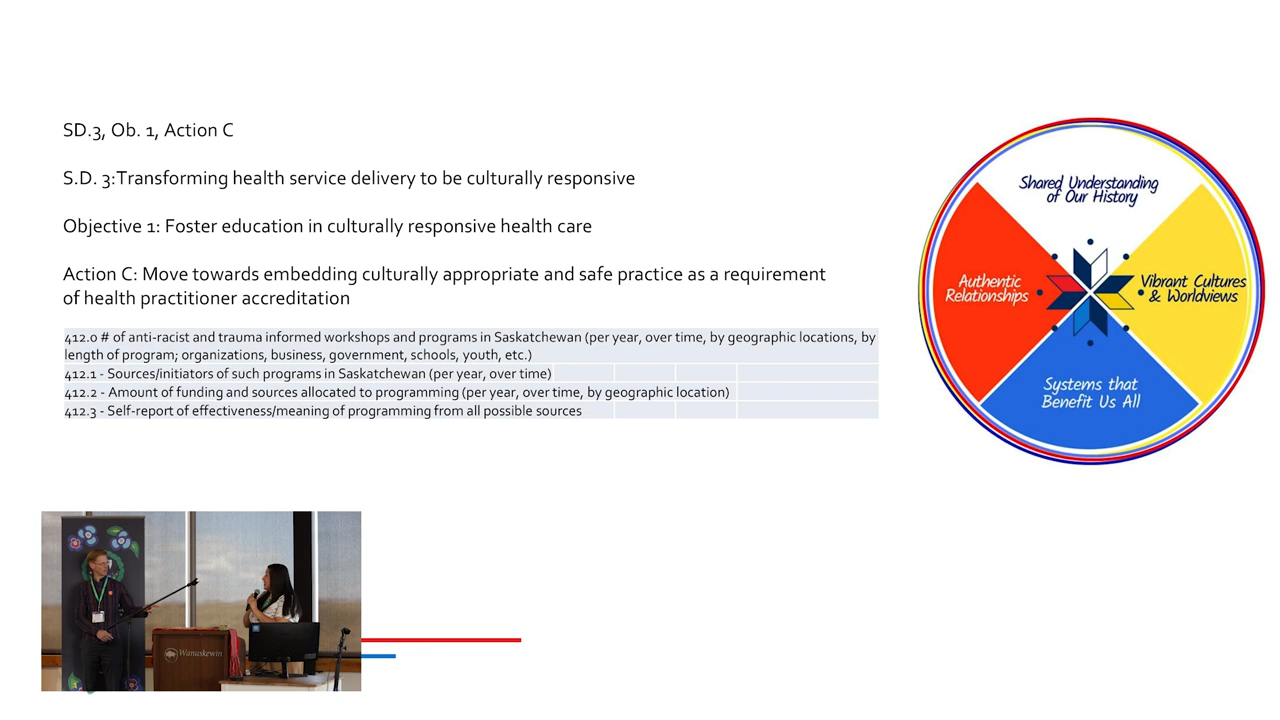 SD.3, Ob. 1, Action C
S.D. 3:Transforming health service delivery to be culturally responsive
Objective 1: Foster education in culturally responsive health care
Action C: Move towards embedding culturally appropriate and safe practice as a requirement
of health practitioner accreditation
412.0 # of anti-racist and trauma informed workshops and programs in Saskatchewan (per year, over time, by geographic locations, by
length of program; organizations, business, government, schools, youth, etc.)
412.1 - Sources/initiators of such programs in Saskatchewan (per year, over time)
412.2 - Amount of funding and sources allocated to programming (per year, over time, by geographic location)
412.3 - Self-report of effectiveness/meaning of programming from all possible sources
Shared Understanding
of Our History
Authentic
Relationships
Vibrant Cultures
& Worldviews
Systems that
Benefit Us All
Wanuskewin